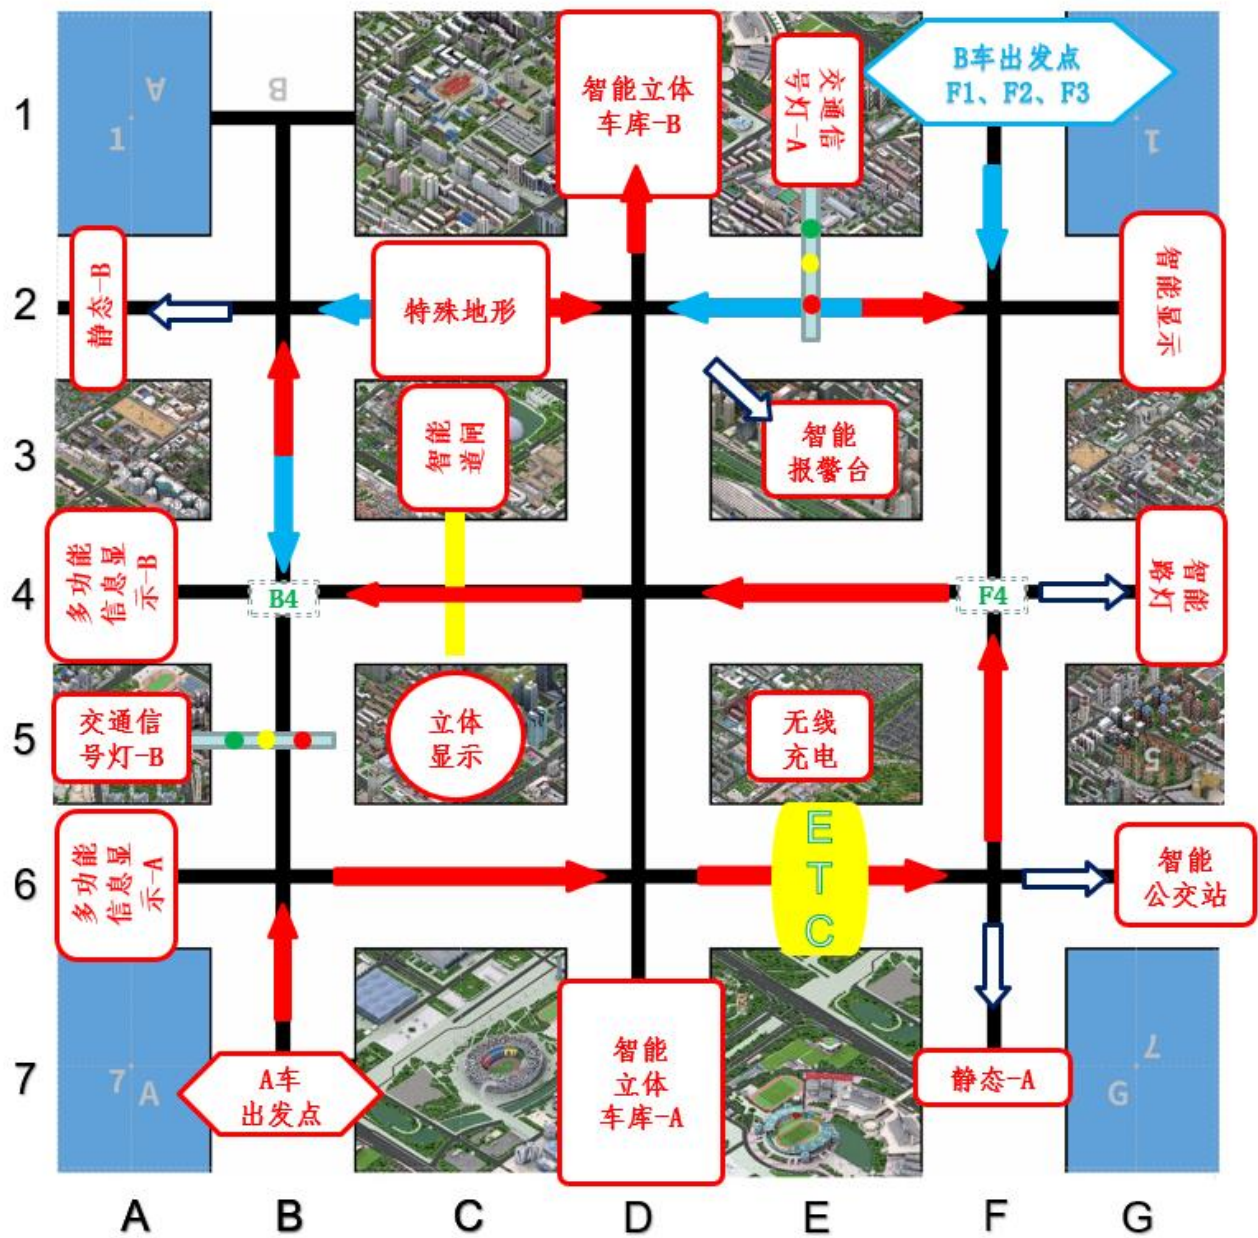 A
B
1
1
1
智能立体
车库-B
交通信
号灯-A
B车出发点
F1、F2、F3
2
静态-B
特殊地形
智能显示
3
智能
道闸
智能
报警台
4
多功能
信息显
示-B
B4
F4
智能
路灯
5
交通信
号灯-B
立体
显示
无线
充电
5
6
多功能
信息显
示-A
ETC
智能
公交站
7
7
A
A车
出发点
智能
立体
车库-A
静态-A
7
G
A
B
C
D
E
F
G